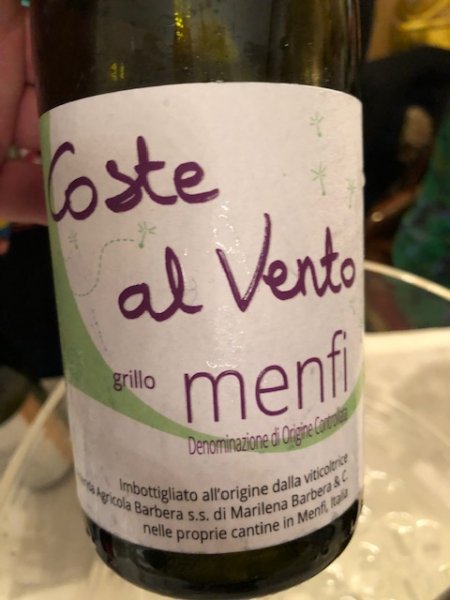 Coste
al Vento
grillo menfi
Denominazione di Origine Controllata
Imbottigliato all'origine dalla viticoltrice
Agricola Barbera s.s. di Marilena Barbera & C.
nelle proprie cantine in Menfi, Italia